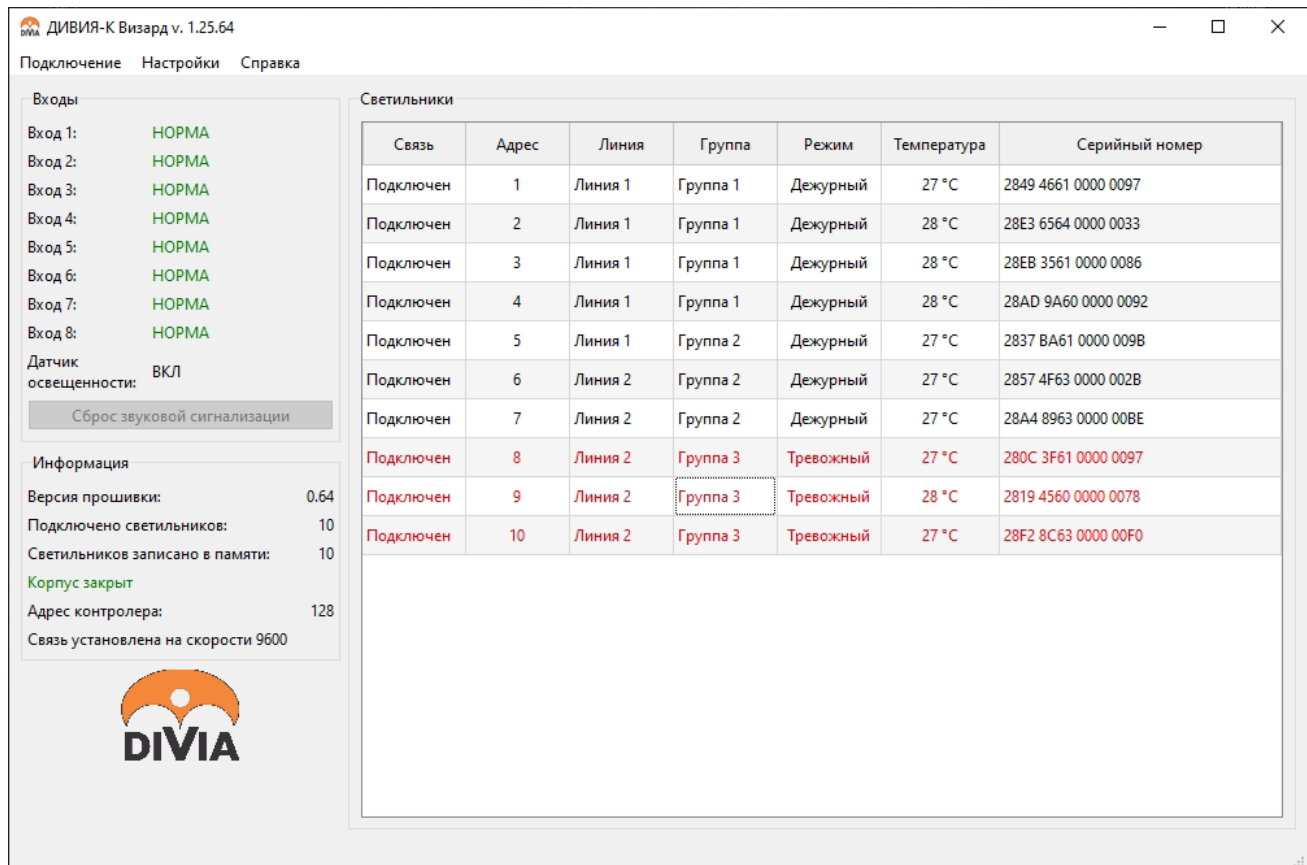 ДИВИЯ-К Визард v. 1.25.64
Подключение Настройки Справка
Входы
Вход 1: НОРМА
Вход 2: НОРМА
Вход 3: НОРМА
Вход 4: НОРМА
Вход 5: НОРМА
Вход 6: НОРМА
Вход 7: НОРМА
Вход 8: НОРМА
Датчик
освещенности: ВКЛ
Сброс звуковой сигнализации
Информация
Версия прошивки: 0.64
Подключено светильников: 10
Светильников записано в памяти: 10
Корпус закрыт
Адрес контролера: 128
Связь установлена на скорости 9600
DIVIA
Светильники
Связь Адрес Линия Группа Режим Температура Серийный номер
Подключен 1 Линия 1 Группа 1 Дежурный 27 °C 2849 4661 0000 0097
Подключен 2 Линия 1 Группа 1 Дежурный 28 °C 28E3 6564 0000 0033
Подключен 3 Линия 1 Группа 1 Дежурный 28 °C 28EB 3561 0000 0086
Подключен 4 Линия 1 Группа 1 Дежурный 28 °C 28AD 9A60 0000 0092
Подключен 5 Линия 1 Группа 2 Дежурный 27 °C 2837 BA61 0000 009B
Подключен 6 Линия 2 Группа 2 Дежурный 27 °C 2857 4F63 0000 002B
Подключен 7 Линия 2 Группа 2 Дежурный 27 °C 28A4 8963 0000 00BE
Подключен 8 Линия 2 Группа 3 Тревожный 27 °C 280C 3F61 0000 0097
Подключен 9 Линия 2 Группа 3 Тревожный 28 °C 2819 4560 0000 0078
Подключен 10 Линия 2 Группа 3 Тревожный 27 °C 28F2 8C63 0000 00F0